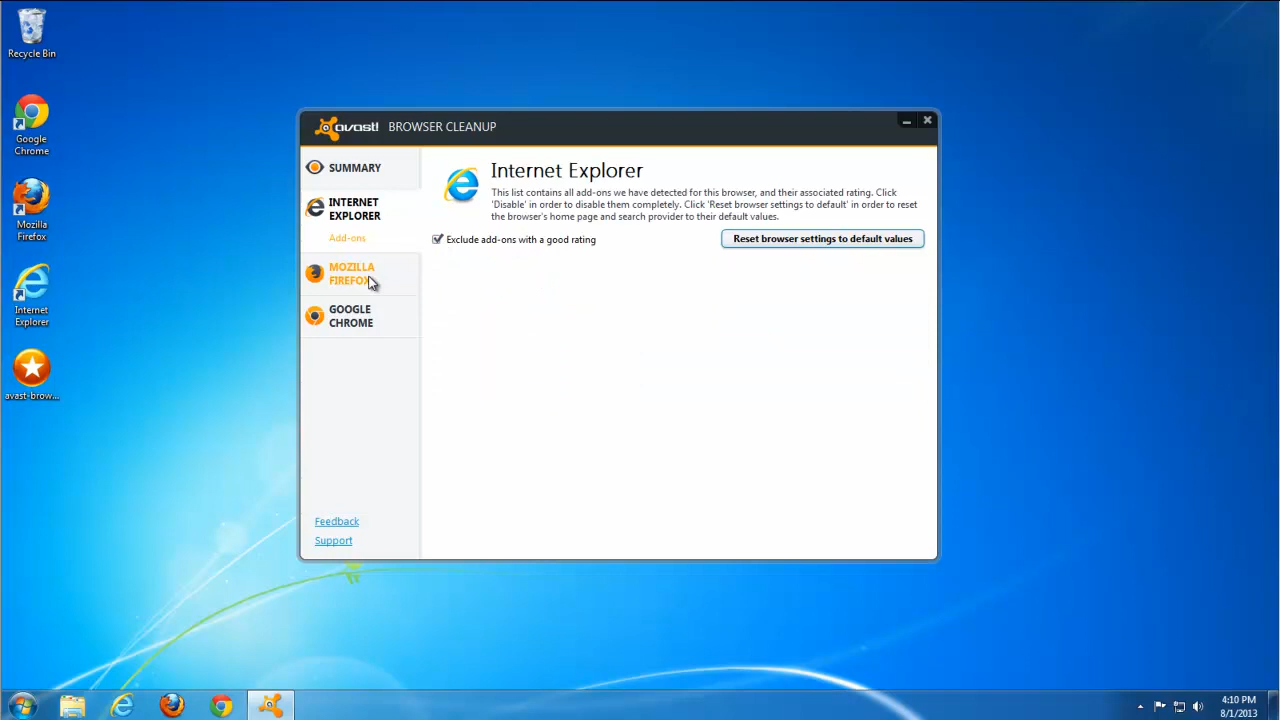 Recycle Bin
Google
Chrome
Mozilla
Firefox
Internet
Explorer
avast-brow...
avast! BROWSER CLEANUP
SUMMARY
INTERNET
EXPLORER
Add-ons
MOZILLA
FIREFOX
GOOGLE
CHROME
Feedback
Support
Internet Explorer
This list contains all add-ons we have detected for this browser, and their associated rating. Click
'Disable' in order to disable them completely. Click 'Reset browser settings to default' in order to reset
the browser's home page and search provider to their default values.
Exclude add-ons with a good rating
Reset browser settings to default values
4:10 PM
8/1/2013